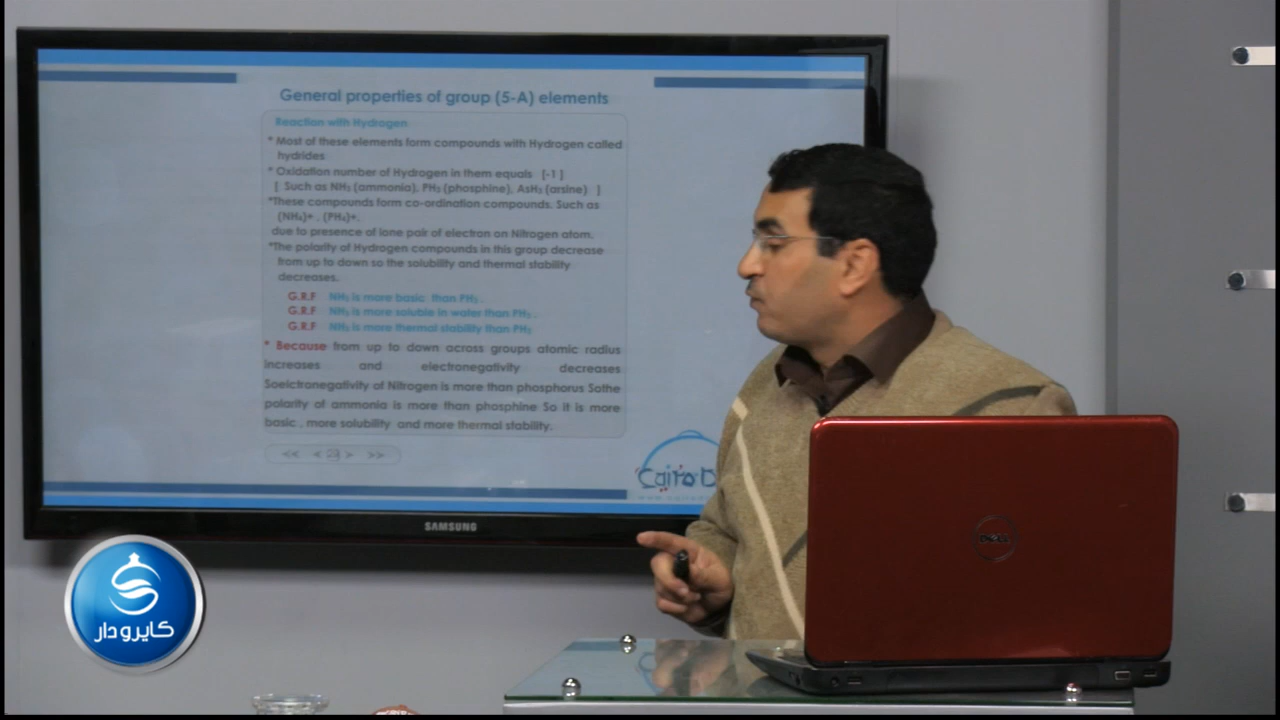 General properties of group (5-A) elements
Reaction with Hydrogen
* Most of these elements form compounds with Hydrogen called
hydrides
* Oxidation number of Hydrogen in them equals [-1 ]
[ Such as NH₃ (ammonia), PH₃ (phosphine), AsH₃ (arsine) ]
*These compounds form co-ordination compounds. Such as
(NH₄)+ , (PH₄)+.
due to presence of lone pair of electron on Nitrogen atom.
*The polarity of Hydrogen compounds in this group decrease
from up to down so the solubility and thermal stability
decreases.
G.R.F NH₃ is more basic than PH₃ .
G.R.F NH₃ is more soluble in water than PH₃ .
G.R.F NH₃ is more thermal stability than PH₃
* Because from up to down across groups atomic radius
increases and electronegativity decreases
Soelctronegativity of Nitrogen is more than phosphorus Sothe
polarity of ammonia is more than phosphine So it is more
basic , more solubility and more thermal stability.
<< < 28 > >>
Cairo D
SAMSUNG
DELL
كايرودار